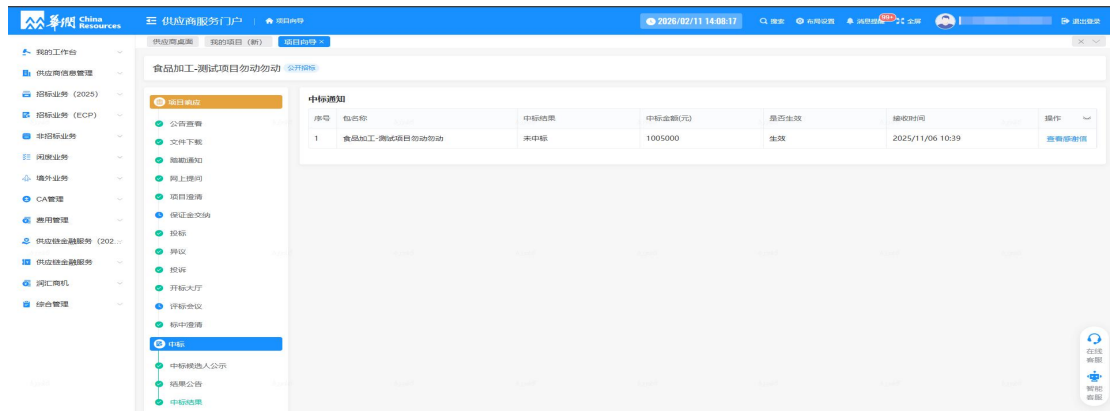 華润 China Resources
供应商服务门户
项目向导
2026/02/11 14:08:17
搜索
布局设置
99+
全屏
退出登录
我的工作台
供应商信息管理
招标业务（2025）
招标业务（ECP）
非招标业务
闲废业务
境外业务
CA管理
费用管理
供应链金融服务（202...
供应链金融服务
润汇商机
综合管理
供应商桌面
我的项目（新）
项目向导 ×
食品加工-测试项目勿动勿动
公开招标
项目响应
公告查看
文件下载
踏勘通知
网上提问
项目澄清
保证金交纳
投标
异议
投诉
开标大厅
评标会议
标中澄清
中标
中标候选人公示
结果公告
中标结果
中标通知
序号 包名称 中标结果 中标金额(元) 是否生效 接收时间 操作
1 食品加工-测试项目勿动勿动 未中标 1005000 生效 2025/11/06 10:39 查看感谢信
在线
客服
智能
客服